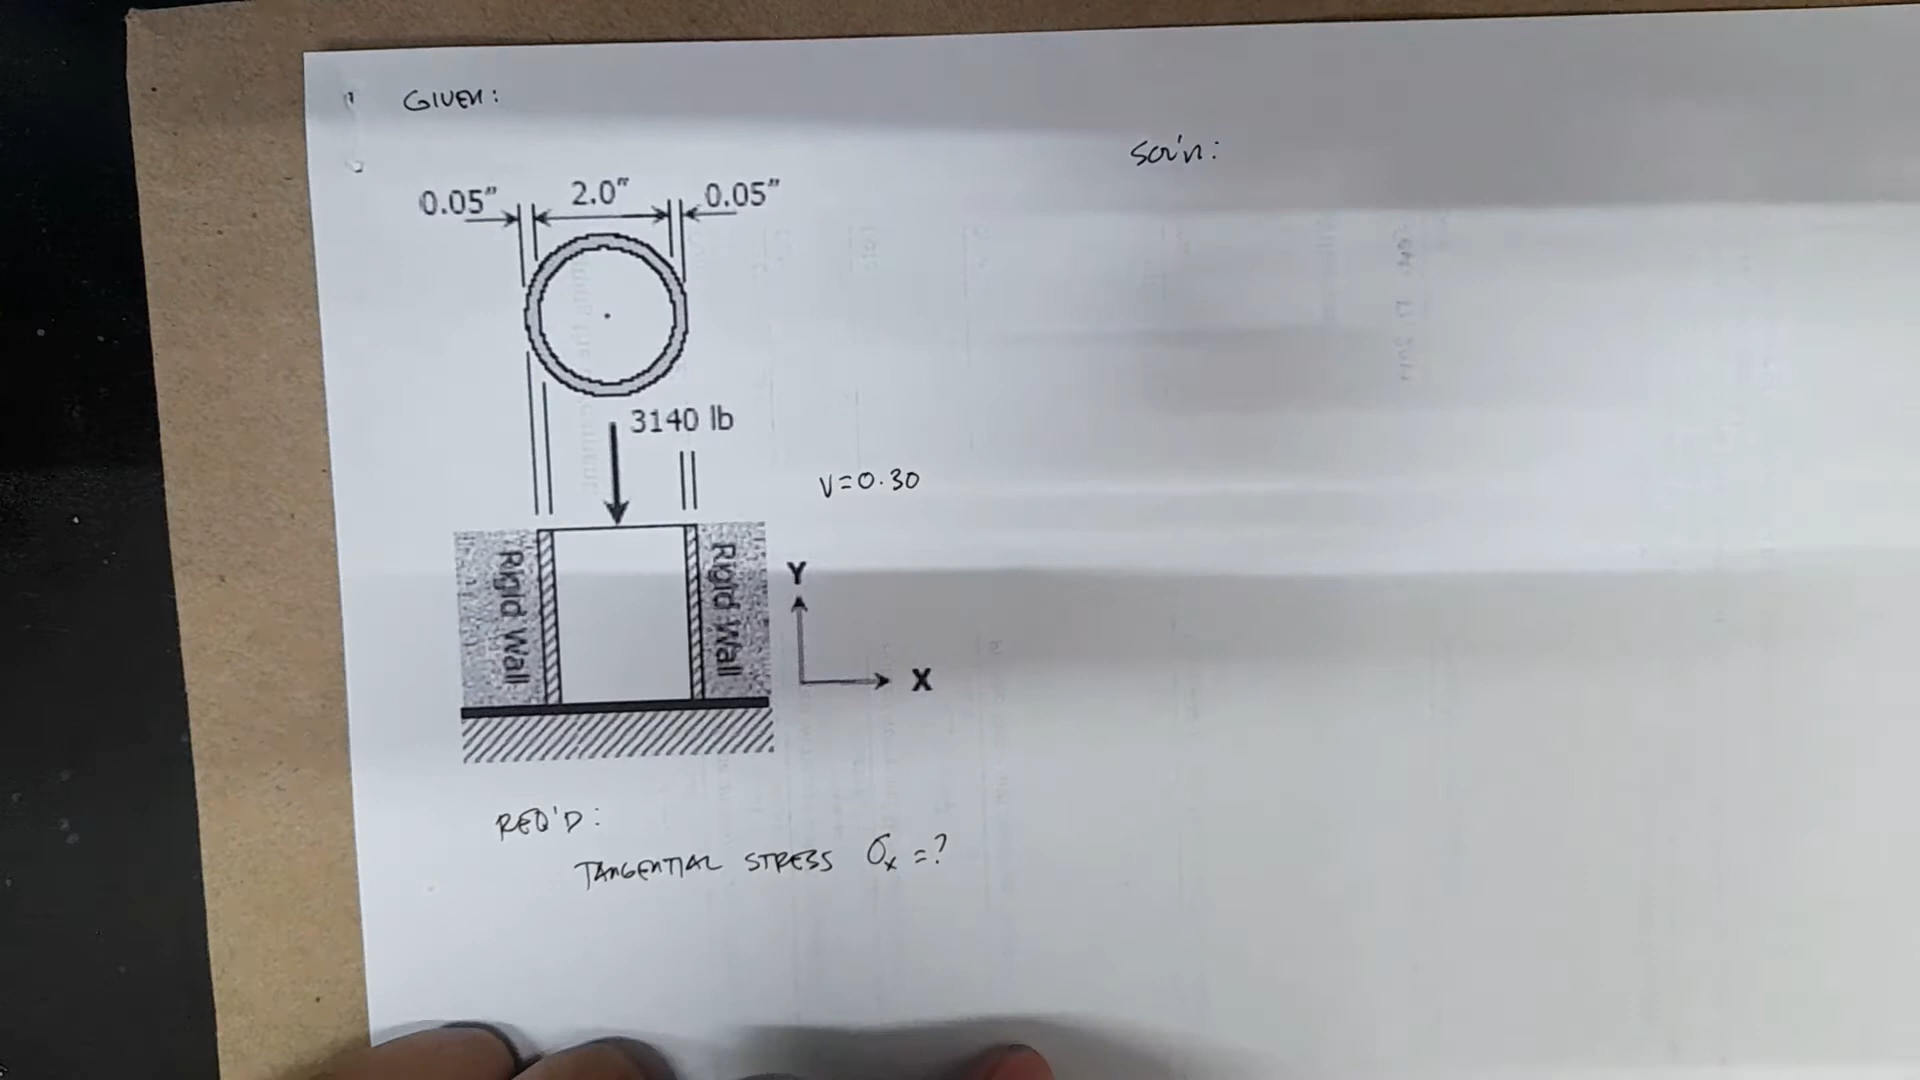 GIVEN:
SOL'N:
0.05" 2.0" 0.05"
3140 lb
ν=0.30
Rigid Wall
Rigid Wall
Y
X
REQ'D:
TANGENTIAL STRESS σx =?